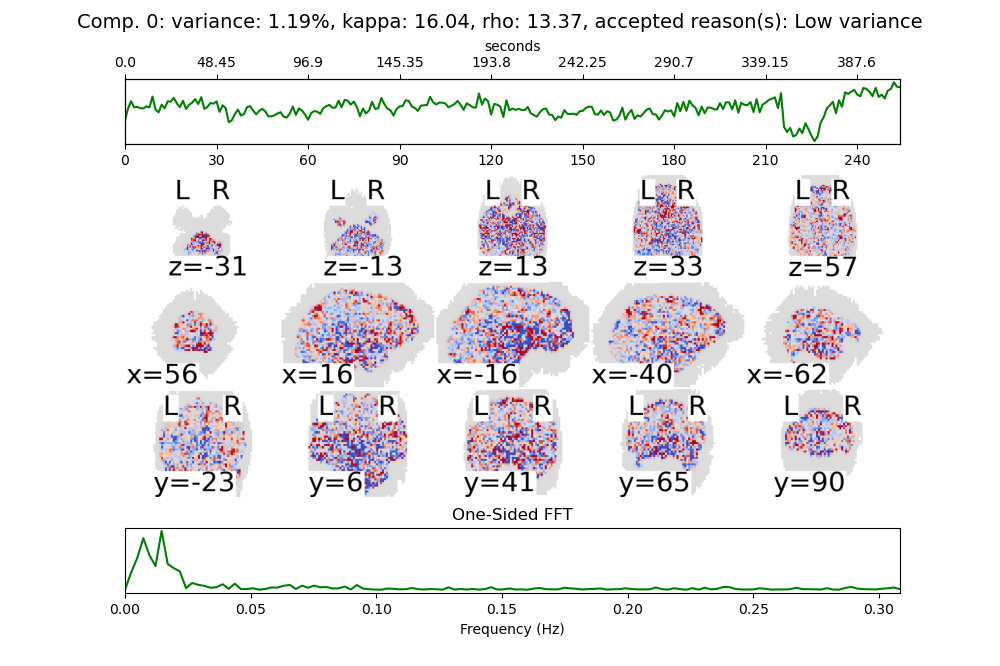 Comp. 0: variance: 1.19%, kappa: 16.04, rho: 13.37, accepted reason(s): Low variance
seconds
0.0 48.45 96.9 145.35 193.8 242.25 290.7 339.15 387.6
0 30 60 90 120 150 180 210 240
L R L R L R L R L R
z=-31 z=-13 z=13 z=33 z=57
x=56 x=16 x=-16 x=-40 x=-62
L R L R L R L R L R
y=-23 y=6 y=41 y=65 y=90
One-Sided FFT
0.00 0.05 0.10 0.15 0.20 0.25 0.30
Frequency (Hz)